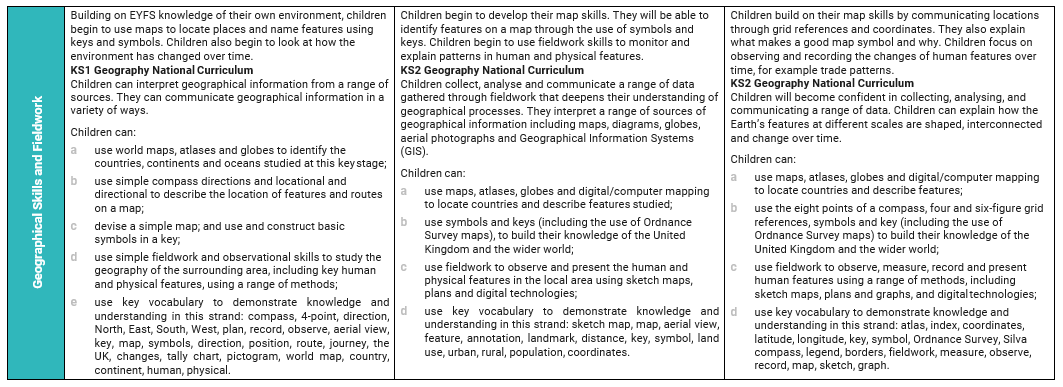 Geographical Skills and Fieldwork
Building on EYFS knowledge of their own environment, children
begin to use maps to locate places and name features using
keys and symbols. Children also begin to look at how the
environment has changed over time.
KS1 Geography National Curriculum
Children can interpret geographical information from a range of
sources. They can communicate geographical information in a
variety of ways.
Children can:
a use world maps, atlases and globes to identify the
countries, continents and oceans studied at this key stage;
b use simple compass directions and locational and
directional to describe the location of features and routes
on a map;
c devise a simple map; and use and construct basic
symbols in a key;
d use simple fieldwork and observational skills to study the
geography of the surrounding area, including key human
and physical features, using a range of methods;
e use key vocabulary to demonstrate knowledge and
understanding in this strand: compass, 4-point, direction,
North, East, South, West, plan, record, observe, aerial view,
key, map, symbols, direction, position, route, journey, the
UK, changes, tally chart, pictogram, world map, country,
continent, human, physical.
Children begin to develop their map skills. They will be able to
identify features on a map through the use of symbols and
keys. Children begin to use fieldwork skills to monitor and
explain patterns in human and physical features.
KS2 Geography National Curriculum
Children collect, analyse and communicate a range of data
gathered through fieldwork that deepens their understanding of
geographical processes. They interpret a range of sources of
geographical information including maps, diagrams, globes,
aerial photographs and Geographical Information Systems
(GIS).
Children can:
a use maps, atlases, globes and digital/computer mapping
to locate countries and describe features studied;
b use symbols and keys (including the use of Ordnance
Survey maps), to build their knowledge of the United
Kingdom and the wider world;
c use fieldwork to observe and present the human and
physical features in the local area using sketch maps,
plans and digital technologies;
d use key vocabulary to demonstrate knowledge and
understanding in this strand: sketch map, map, aerial view,
feature, annotation, landmark, distance, key, symbol, land
use, urban, rural, population, coordinates.
Children build on their map skills by communicating locations
through grid references and coordinates. They also explain
what makes a good map symbol and why. Children focus on
observing and recording the changes of human features over
time, for example trade patterns.
KS2 Geography National Curriculum
Children will become confident in collecting, analysing, and
communicating a range of data. Children can explain how the
Earth's features at different scales are shaped, interconnected
and change over time.
Children can:
a use maps, atlases, globes and digital/computer mapping
to locate countries and describe features;
b use the eight points of a compass, four and six-figure grid
references, symbols and key (including the use of
Ordnance Survey maps) to build their knowledge of the
United Kingdom and the wider world;
c use fieldwork to observe, measure, record and present
human features using a range of methods, including
sketch maps, plans and graphs, and digital technologies;
d use key vocabulary to demonstrate knowledge and
understanding in this strand: atlas, index, coordinates,
latitude, longitude, key, symbol, Ordnance Survey, Silva
compass, legend, borders, fieldwork, measure, observe,
record, map, sketch, graph.